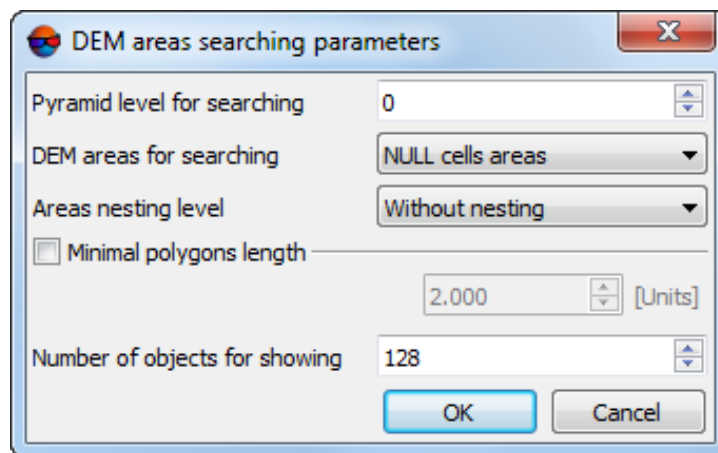 DEM areas searching parameters
Pyramid level for searching 0
DEM areas for searching NULL cells areas
Areas nesting level Without nesting
Minimal polygons length
2.000 [Units]
Number of objects for showing 128
OK Cancel